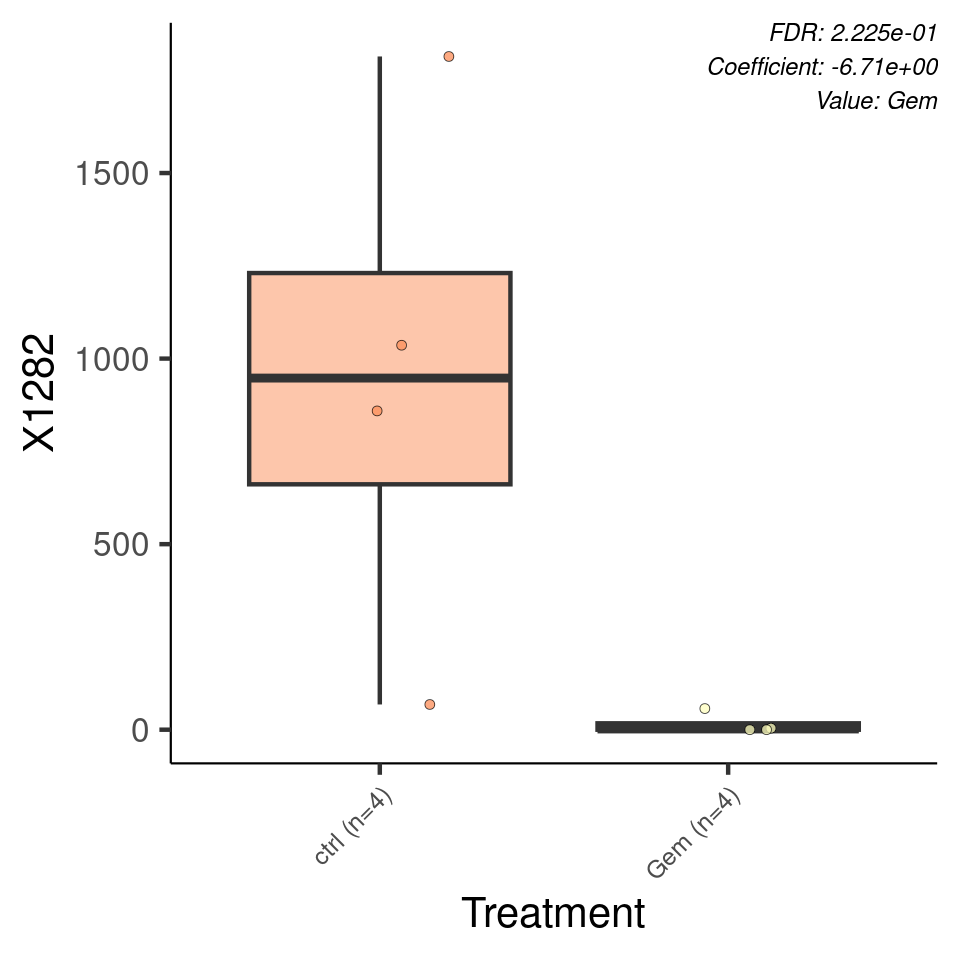 FDR: 2.225e-01
Coefficient: -6.71e+00
Value: Gem
1500
1000
500
0
X1282
ctrl (n=4)
Gem (n=4)
Treatment